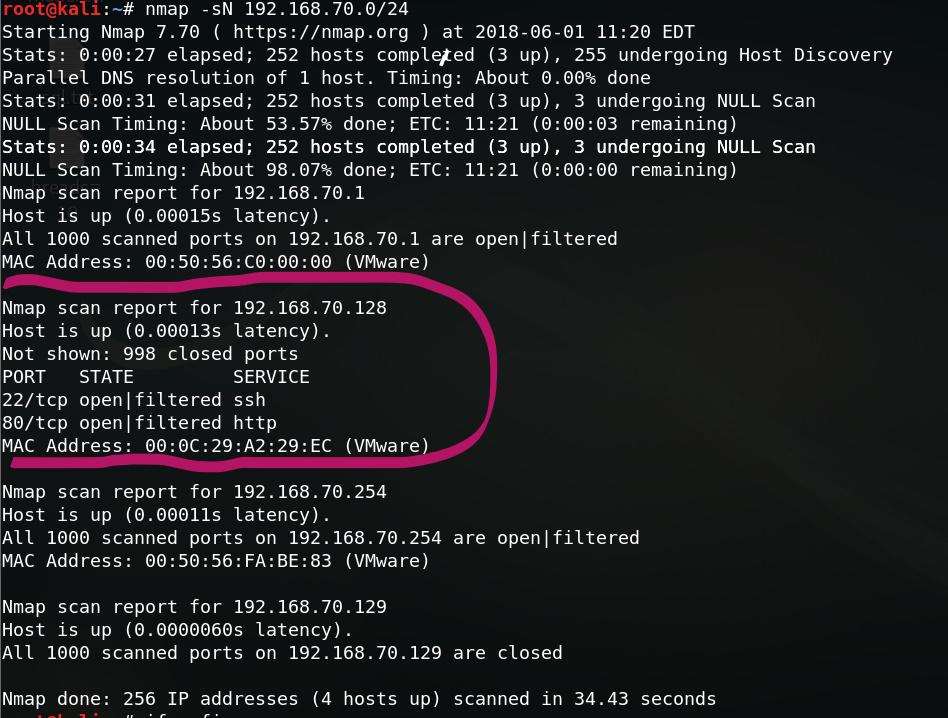 root@kali:~# nmap -sN 192.168.70.0/24
Starting Nmap 7.70 ( https://nmap.org ) at 2018-06-01 11:20 EDT
Stats: 0:00:27 elapsed; 252 hosts completed (3 up), 255 undergoing Host Discovery
Parallel DNS resolution of 1 host. Timing: About 0.00% done
Stats: 0:00:31 elapsed; 252 hosts completed (3 up), 3 undergoing NULL Scan
NULL Scan Timing: About 53.57% done; ETC: 11:21 (0:00:03 remaining)
Stats: 0:00:34 elapsed; 252 hosts completed (3 up), 3 undergoing NULL Scan
NULL Scan Timing: About 98.07% done; ETC: 11:21 (0:00:00 remaining)
Nmap scan report for 192.168.70.1
Host is up (0.00015s latency).
All 1000 scanned ports on 192.168.70.1 are open|filtered
MAC Address: 00:50:56:C0:00:00 (VMware)
Nmap scan report for 192.168.70.128
Host is up (0.00013s latency).
Not shown: 998 closed ports
PORT   STATE         SERVICE
22/tcp open|filtered ssh
80/tcp open|filtered http
MAC Address: 00:0C:29:A2:29:EC (VMware)
Nmap scan report for 192.168.70.254
Host is up (0.00011s latency).
All 1000 scanned ports on 192.168.70.254 are open|filtered
MAC Address: 00:50:56:FA:BE:83 (VMware)
Nmap scan report for 192.168.70.129
Host is up (0.0000060s latency).
All 1000 scanned ports on 192.168.70.129 are closed
Nmap done: 256 IP addresses (4 hosts up) scanned in 34.43 seconds